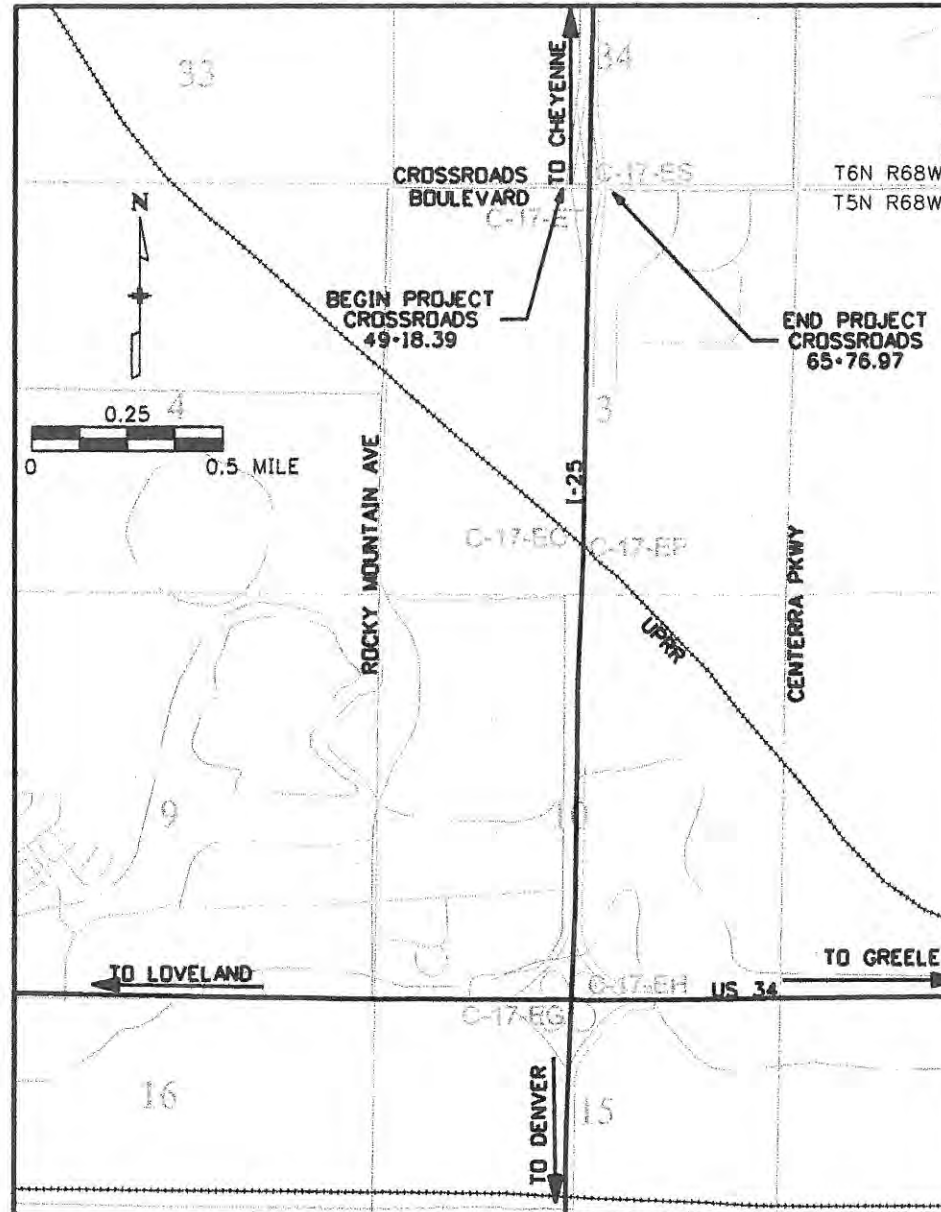 33
34
TO CHEYENNE
CROSSROADS
BOULEVARD
C-17-ES
T6N R68W
T5N R68W
C-17-ET
N
BEGIN PROJECT
CROSSROADS
49+18.39
END PROJECT
CROSSROADS
65+76.97
4
3
0.25
0
0.5 MILE
ROCKY MOUNTAIN AVE
I-25
C-17-EO
C-17-EP
UPRR
CENTERRA PKWY
9
10
TO LOVELAND
TO GREELE
C-17-EH
US 34
C-17-EG
16
15
TO DENVER